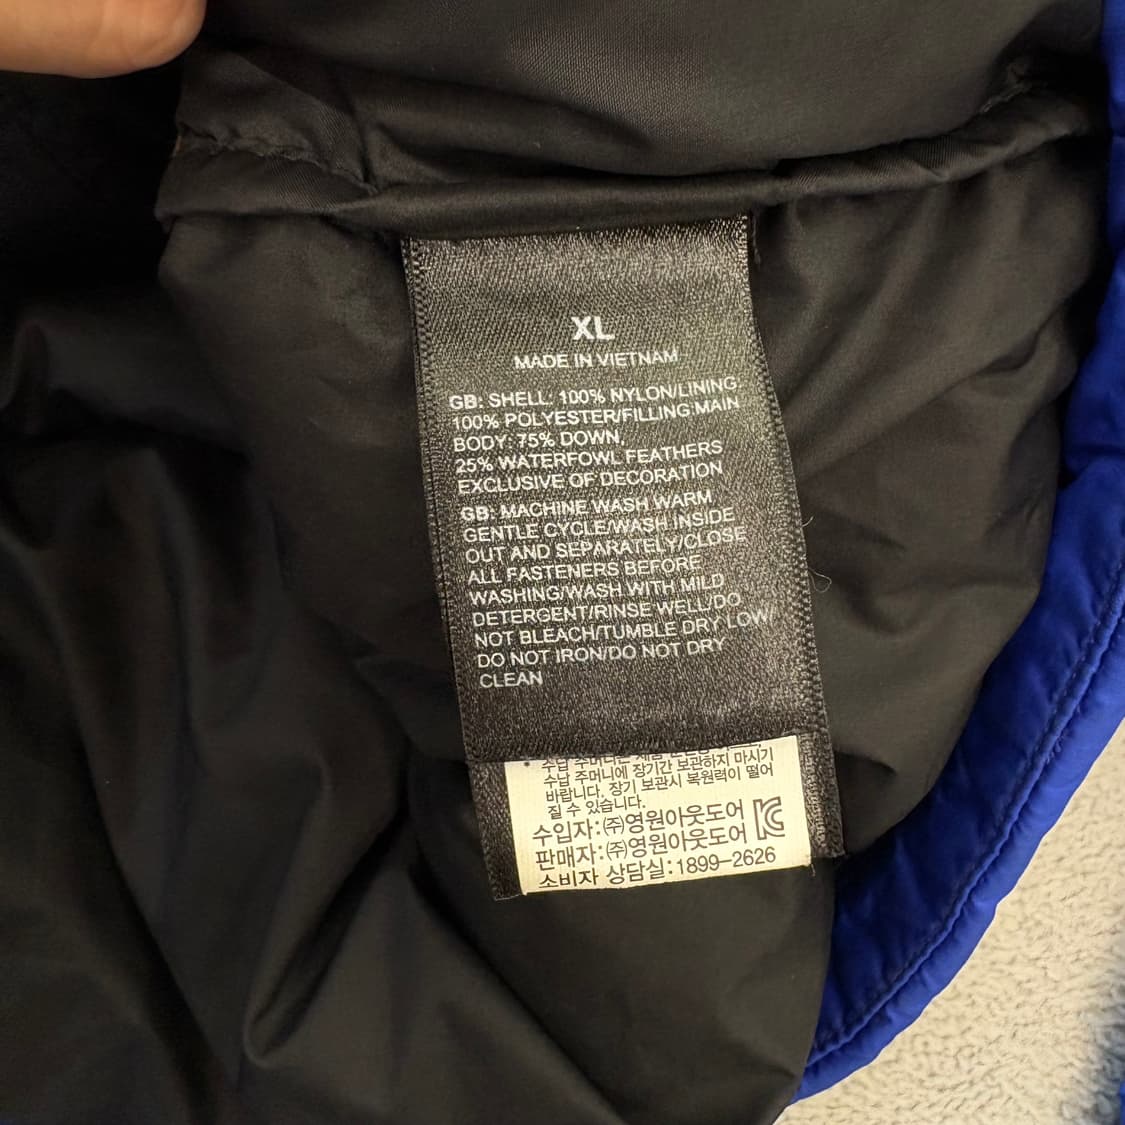 XL
MADE IN VIETNAM
GB: SHELL: 100% NYLON/LINING
100% POLYESTER/FILLING:MAIN
BODY: 75% DOWN,
25% WATERFOWL FEATHERS
EXCLUSIVE OF DECORATION
GB: MACHINE WASH WARM
GENTLE CYCLE/WASH INSIDE
OUT AND SEPARATELY/CLOSE
ALL FASTENERS BEFORE
WASHING/WASH WITH MILD
DETERGENT/RINSE WELL/DO
NOT BLEACH/TUMBLE DRY LOW/
DO NOT IRON/DO NOT DRY
CLEAN
수납 주머니에 장기간 보관하지 마시기
바랍니다. 장기 보관시 복원력이 떨어
질 수 있습니다.
수입자:㈜영원아웃도어
판매자:㈜영원아웃도어
소비자 상담실:1899-2626